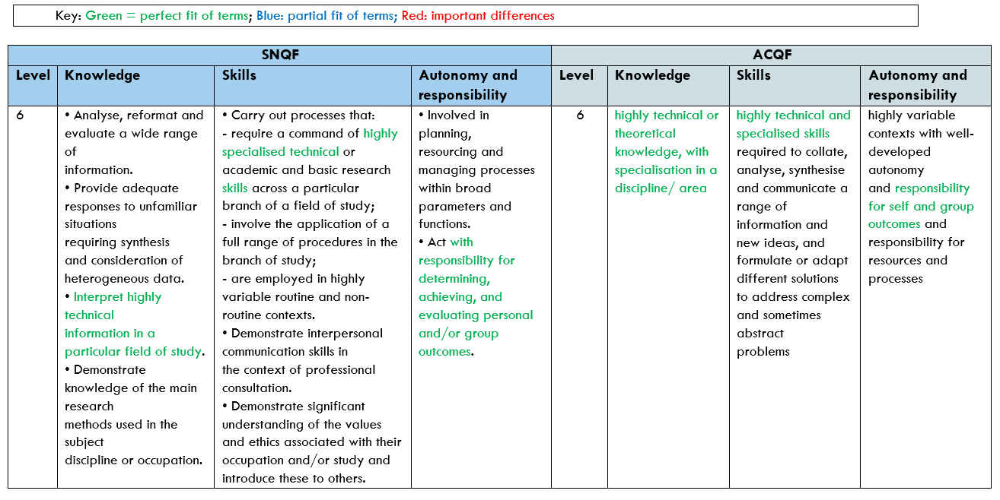 Key: Green = perfect fit of terms; Blue: partial fit of terms; Red: important differences
SNQF
ACQF
Level
Knowledge
Skills
Autonomy and
responsibility
Level
Knowledge
Skills
Autonomy and
responsibility
6
• Analyse, reformat and
evaluate a wide range
of
information.
• Provide adequate
responses to unfamiliar
situations
requiring synthesis
and consideration of
heterogeneous data.
• Interpret highly
technical
information in a
particular field of study.
• Demonstrate
knowledge of the main
research
methods used in the
subject
discipline or occupation.
• Carry out processes that:
- require a command of highly
specialised technical or
academic and basic research
skills across a particular
branch of a field of study;
- involve the application of a
full range of procedures in the
branch of study;
- are employed in highly
variable routine and non-
routine contexts.
• Demonstrate interpersonal
communication skills in
the context of professional
consultation.
• Demonstrate significant
understanding of the values
and ethics associated with their
occupation and/or study and
introduce these to others.
• Involved in
planning,
resourcing and
managing processes
within broad
parameters and
functions.
• Act with
responsibility for
determining,
achieving, and
evaluating personal
and/or group
outcomes.
6
highly technical or
theoretical
knowledge, with
specialisation in a
discipline/ area
highly technical and
specialised skills
required to collate,
analyse, synthesise
and communicate a
range of
information and
new ideas, and
formulate or adapt
different solutions
to address complex
and sometimes
abstract
problems
highly variable
contexts with well-
developed
autonomy
and responsibility
for self and group
outcomes and
responsibility for
resources and
processes